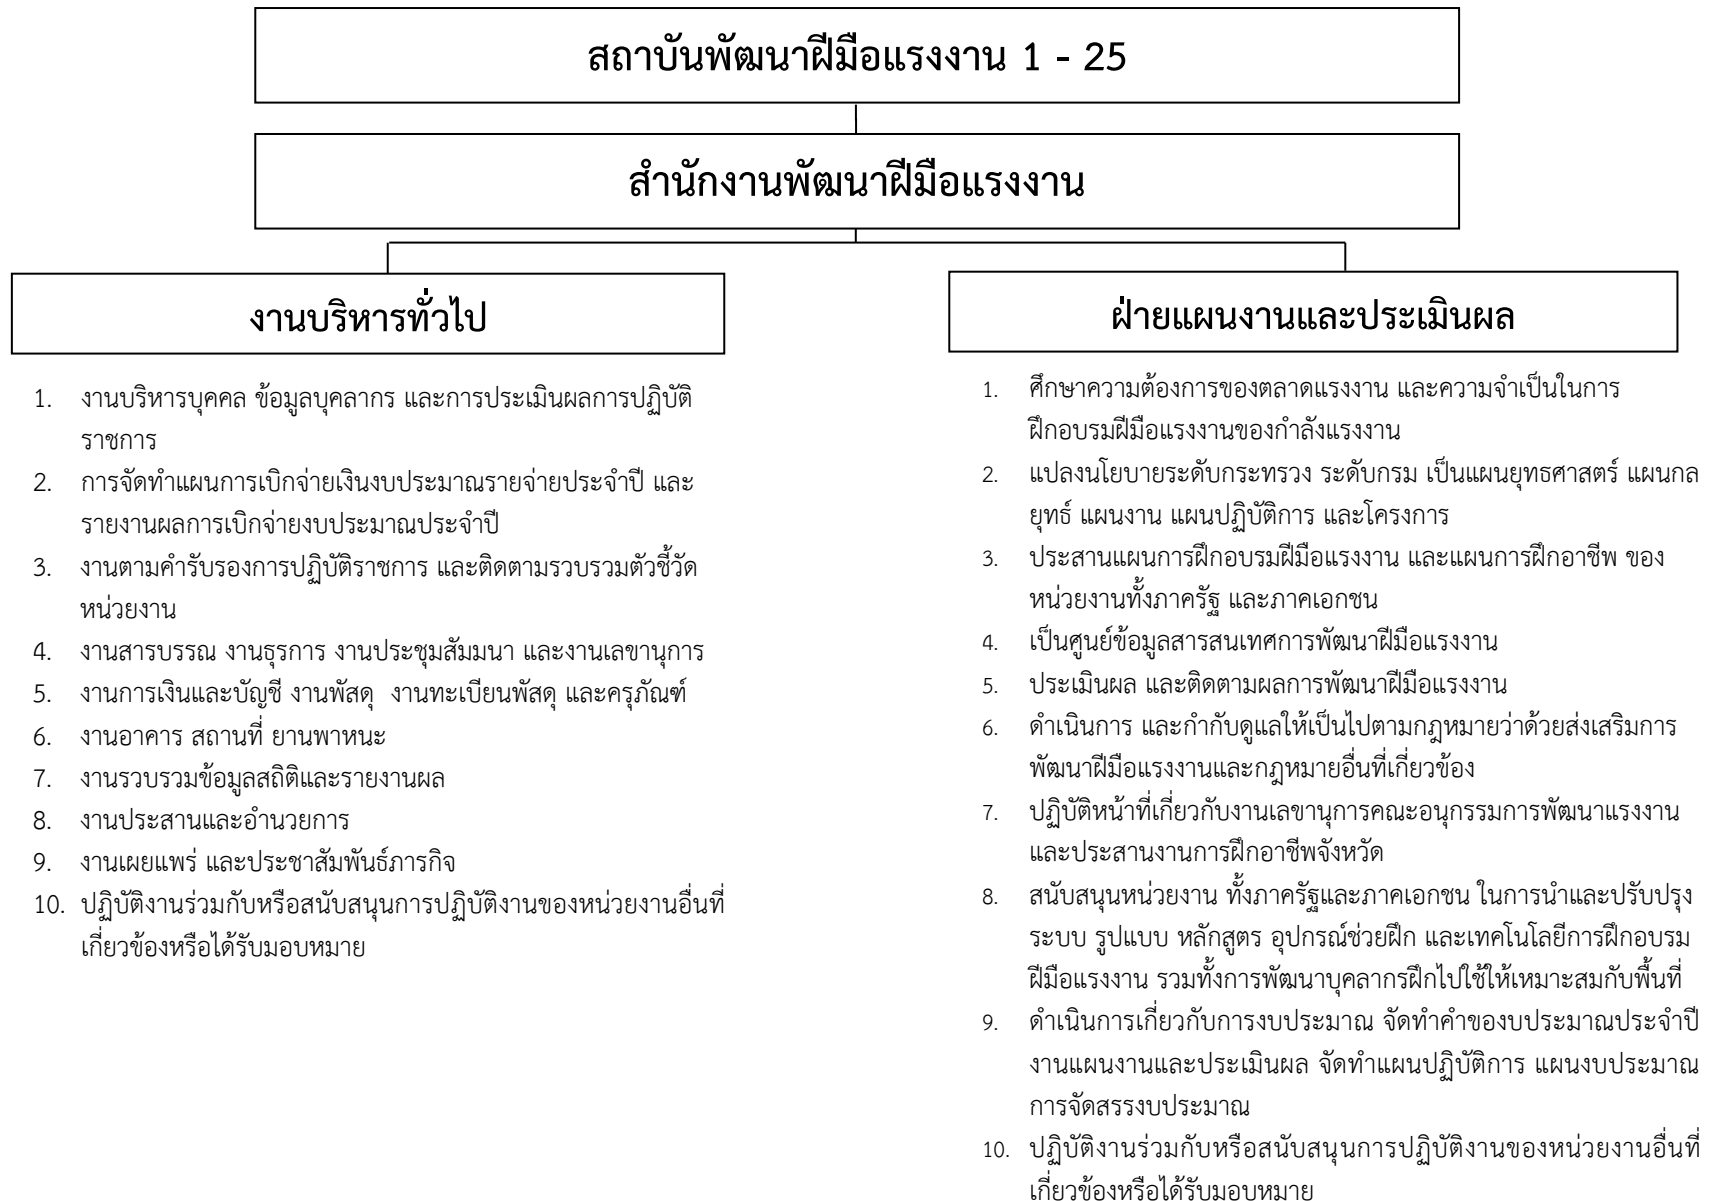 สถาบันพัฒนาฝีมือแรงงาน 1 - 25
สำนักงานพัฒนาฝีมือแรงงาน
งานบริหารทั่วไป
1. งานบริหารบุคคล ข้อมูลบุคลากร และการประเมินผลการปฏิบัติ
ราชการ
2. การจัดทำแผนการเบิกจ่ายเงินงบประมาณรายจ่ายประจำปี และ
รายงานผลการเบิกจ่ายงบประมาณประจำปี
3. งานตามคำรับรองการปฏิบัติราชการ และติดตามรวบรวมตัวชี้วัด
หน่วยงาน
4. งานสารบรรณ งานธุรการ งานประชุมสัมมนา และงานเลขานุการ
5. งานการเงินและบัญชี งานพัสดุ งานทะเบียนพัสดุ และครุภัณฑ์
6. งานอาคาร สถานที่ ยานพาหนะ
7. งานรวบรวมข้อมูลสถิติและรายงานผล
8. งานประสานและอำนวยการ
9. งานเผยแพร่ และประชาสัมพันธ์ภารกิจ
10. ปฏิบัติงานร่วมกับหรือสนับสนุนการปฏิบัติงานของหน่วยงานอื่นที่
เกี่ยวข้องหรือได้รับมอบหมาย
ฝ่ายแผนงานและประเมินผล
1. ศึกษาความต้องการของตลาดแรงงาน และความจำเป็นในการ
ฝึกอบรมฝีมือแรงงานของกำลังแรงงาน
2. แปลงนโยบายระดับกระทรวง ระดับกรม เป็นแผนยุทธศาสตร์ แผนกล
ยุทธ์ แผนงาน แผนปฏิบัติการ และโครงการ
3. ประสานแผนการฝึกอบรมฝีมือแรงงาน และแผนการฝึกอาชีพ ของ
หน่วยงานทั้งภาครัฐ และภาคเอกชน
4. เป็นศูนย์ข้อมูลสารสนเทศการพัฒนาฝีมือแรงงาน
5. ประเมินผล และติดตามผลการพัฒนาฝีมือแรงงาน
6. ดำเนินการ และกำกับดูแลให้เป็นไปตามกฎหมายว่าด้วยส่งเสริมการ
พัฒนาฝีมือแรงงานและกฎหมายอื่นที่เกี่ยวข้อง
7. ปฏิบัติหน้าที่เกี่ยวกับงานเลขานุการคณะอนุกรรมการพัฒนาแรงงาน
และประสานงานการฝึกอาชีพจังหวัด
8. สนับสนุนหน่วยงาน ทั้งภาครัฐและภาคเอกชน ในการนำและปรับปรุง
ระบบ รูปแบบ หลักสูตร อุปกรณ์ช่วยฝึก และเทคโนโลยีการฝึกอบรม
ฝีมือแรงงาน รวมทั้งการพัฒนาบุคลากรฝึกไปใช้ให้เหมาะสมกับพื้นที่
9. ดำเนินการเกี่ยวกับการงบประมาณ จัดทำคำของบประมาณประจำปี
งานแผนงานและประเมินผล จัดทำแผนปฏิบัติการ แผนงบประมาณ
การจัดสรรงบประมาณ
10. ปฏิบัติงานร่วมกับหรือสนับสนุนการปฏิบัติงานของหน่วยงานอื่นที่
เกี่ยวข้องหรือได้รับมอบหมาย